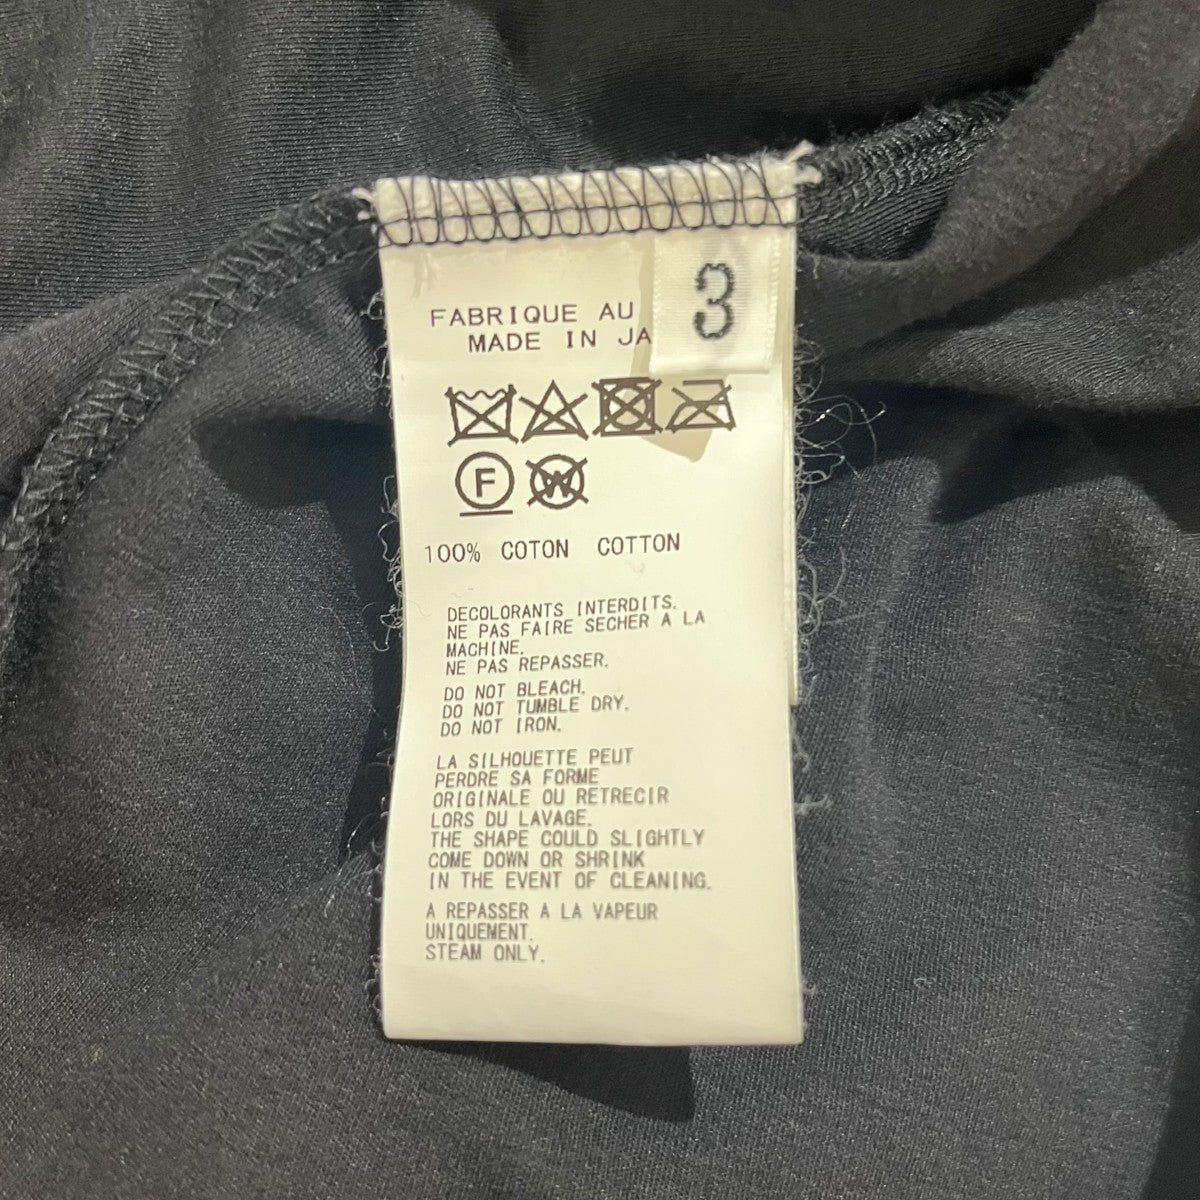 FABRIQUE AU
MADE IN
3
F W
100% COTON COTTON
DECOLORANTS INTERDITS.
NE PAS FAIRE SECHER A LA
MACHINE.
NE PAS REPASSER.
DO NOT BLEACH.
DO NOT TUMBLE DRY.
DO NOT IRON.
LA SILHOUETTE PEUT
PERDRE SA FORME
ORIGINALE OU RETRECIR
LORS DU LAVAGE.
THE SHAPE COULD SLIGHTLY
COME DOWN OR SHRINK
IN THE EVENT OF CLEANING.
A REPASSER A LA VAPEUR
UNIQUEMENT.
STEAM ONLY.